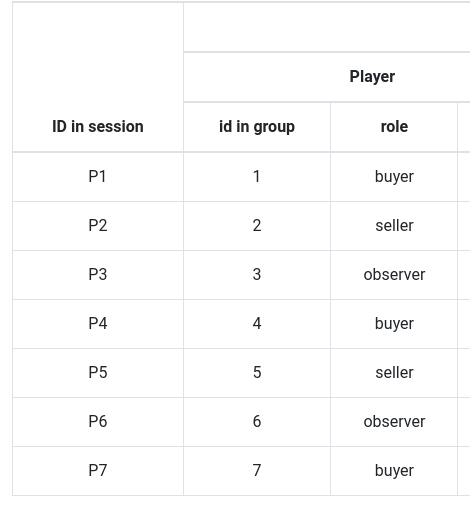 Player
ID in session id in group role
P1 1 buyer
P2 2 seller
P3 3 observer
P4 4 buyer
P5 5 seller
P6 6 observer
P7 7 buyer